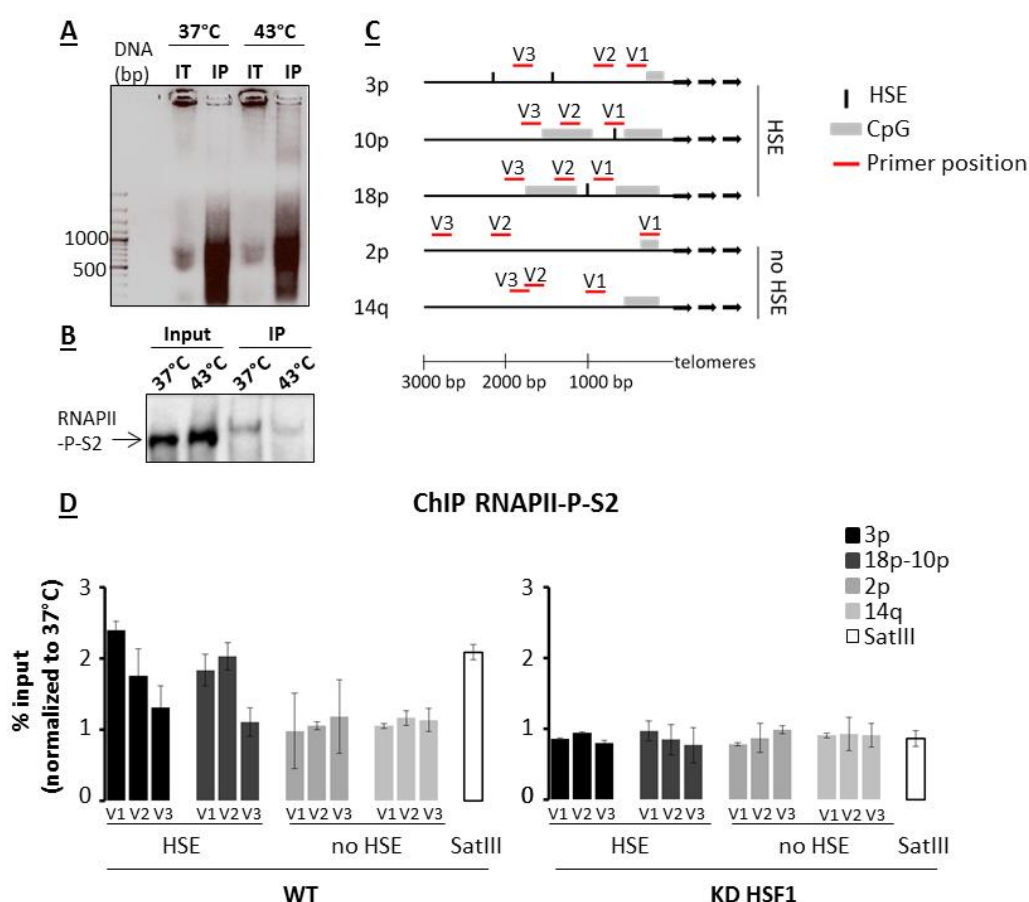 A
37°C 43°C
DNA
(bp)
IT IP IT IP
1000
500
B
Input IP
37°C 43°C 37°C 43°C
RNAPII
-P-S2
C
V3 V2 V1
3p
V3 V2 V1
10p
V3 V2 V1
18p
V3 V2 V1
2p
V3 V2 V1
14q
HSE
no HSE
HSE
CpG
Primer position
telomeres
3000 bp 2000 bp 1000 bp
D
ChIP RNAPII-P-S2
3p
18p-10p
2p
14q
SatIII
% input
(normalized to 37°C)
3
2
1
0
V1 V2 V3 V1 V2 V3 V1 V2 V3 V1 V2 V3
HSE no HSE SatIII
WT
3
2
1
0
V1 V2 V3 V1 V2 V3 V1 V2 V3 V1 V2 V3
HSE no HSE SatIII
KD HSF1